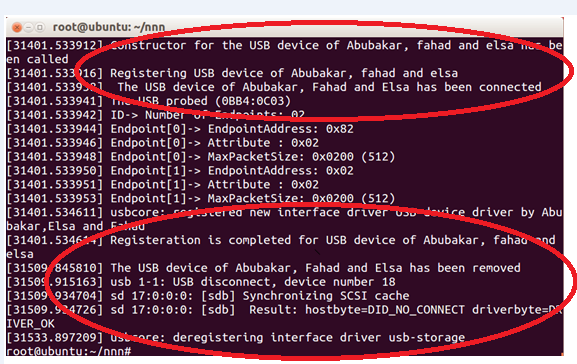 root@ubuntu: ~/nnn
[31401.533912] Constructor for the USB device of Abubakar, fahad and elsa has be
en called
[31401.533916] Registering USB device of Abubakar, fahad and elsa
The USB device of Abubakar, Fahad and Elsa has been connected
[31401.533941] The USB probed (0BB4:0C03)
[31401.533942] ID-> Number of Endpoints: 02
[31401.533944] Endpoint[0]-> EndpointAddress: 0x82
[31401.533946] Endpoint[0]-> Attribute : 0x02
[31401.533948] Endpoint[0]-> MaxPacketSize: 0x0200 (512)
[31401.533950] Endpoint[1]-> EndpointAddress: 0x02
[31401.533951] Endpoint[1]-> Attribute : 0x02
[31401.533953] Endpoint[1]-> MaxPacketSize: 0x0200 (512)
[31401.534611] usbcore: registered new interface driver USB device driver by Abu
bakar,Elsa and Fahad
Registeration is completed for USB device of Abubakar, fahad and
elsa
[31509.845810] The USB device of Abubakar, Fahad and Elsa has been removed
[31509.915163] usb 1-1: USB disconnect, device number 18
[31509.934704] sd 17:0:0:0: [sdb] Synchronizing SCSI cache
[31509.934726] sd 17:0:0:0: [sdb]  Result: hostbyte=DID_NO_CONNECT driverbyte=DR
IVER_OK
[31533.897209] usbcore: deregistering interface driver usb-storage
root@ubuntu:~/nnn#